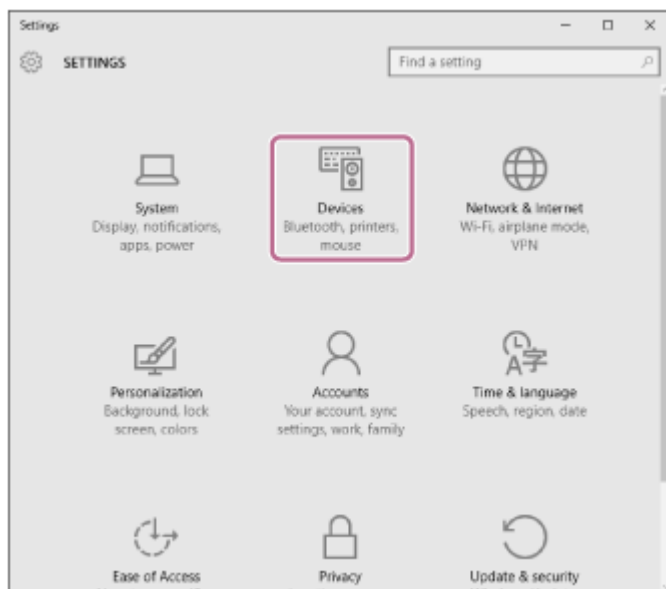 Settings
SETTINGS
Find a setting
System
Display, notifications,
apps, power
Devices
Bluetooth, printers,
mouse
Network & Internet
Wi-Fi, airplane mode,
VPN
Personalization
Background, lock
screen, colors
Accounts
Your account, sync
settings, work, family
Time & language
Speech, region, date
A字
Ease of Access
Privacy
Update & security